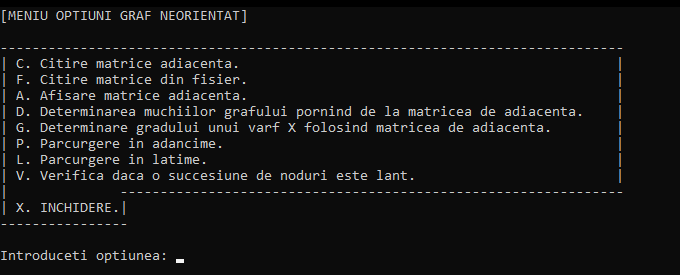 [MENIU OPTIUNI GRAF NEORIENTAT]
------------------------------------------------------------------------------
| C. Citire matrice adiacenta.                                               |
| F. Citire matrice din fisier.                                              |
| A. Afisare matrice adiacenta.                                              |
| D. Determinarea muchiilor grafului pornind de la matricea de adiacenta.    |
| G. Determinare gradului unui varf X folosind matricea de adiacenta.        |
| P. Parcurgere in adancime.                                                 |
| L. Parcurgere in latime.                                                   |
| V. Verifica daca o succesiune de noduri este lant.                         |
|              ---------------------------------------------------------------
| X. INCHIDERE.|
----------------
Introduceti optiunea: